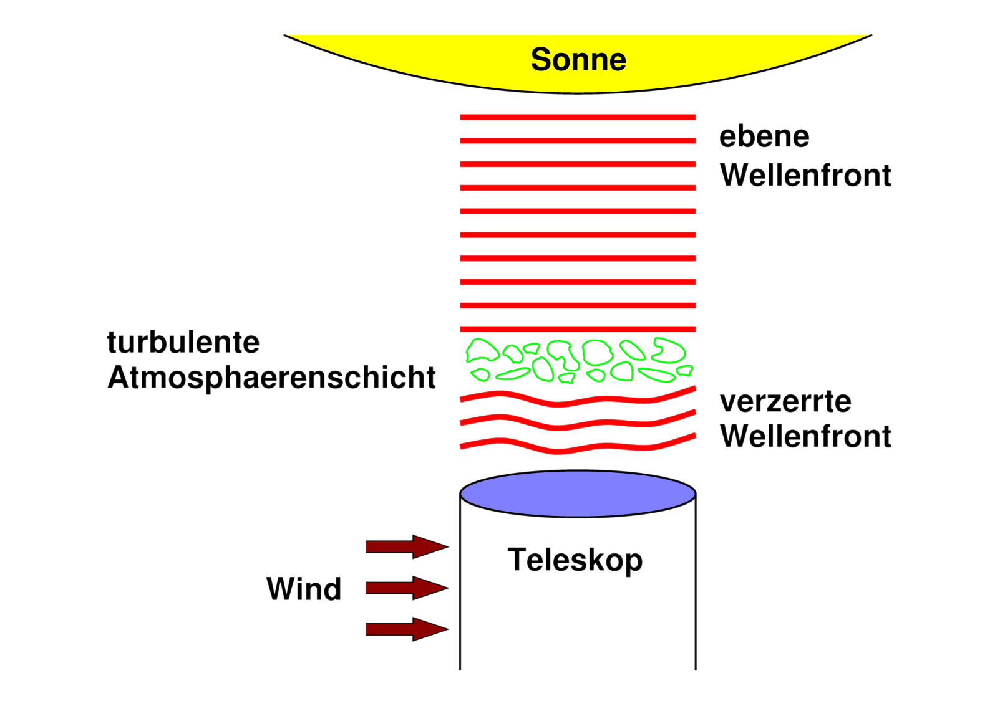 Sonne
ebene
Wellenfront
turbulente
Atmosphaerenschicht
verzerrte
Wellenfront
Teleskop
Wind